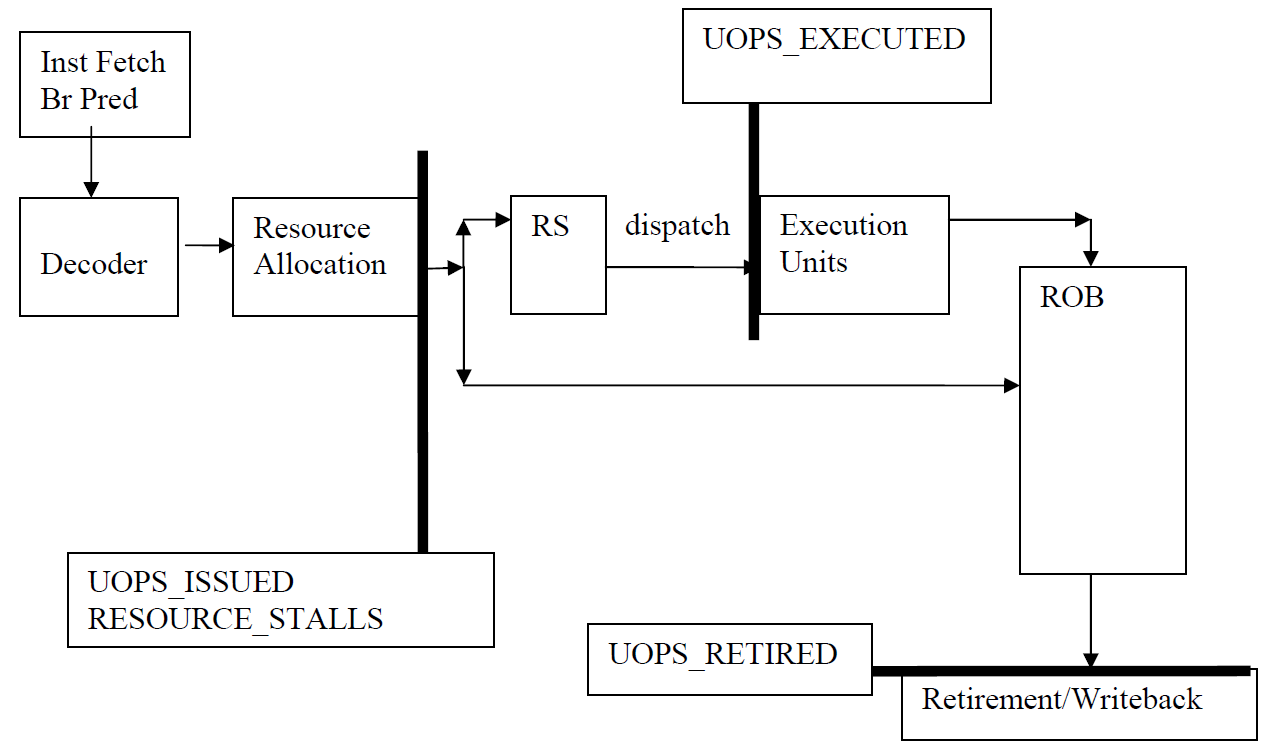 UOPS_EXECUTED
Inst Fetch
Br Pred
Decoder
Resource
Allocation
RS
dispatch
Execution
Units
ROB
UOPS_ISSUED
RESOURCE_STALLS
UOPS_RETIRED
Retirement/Writeback